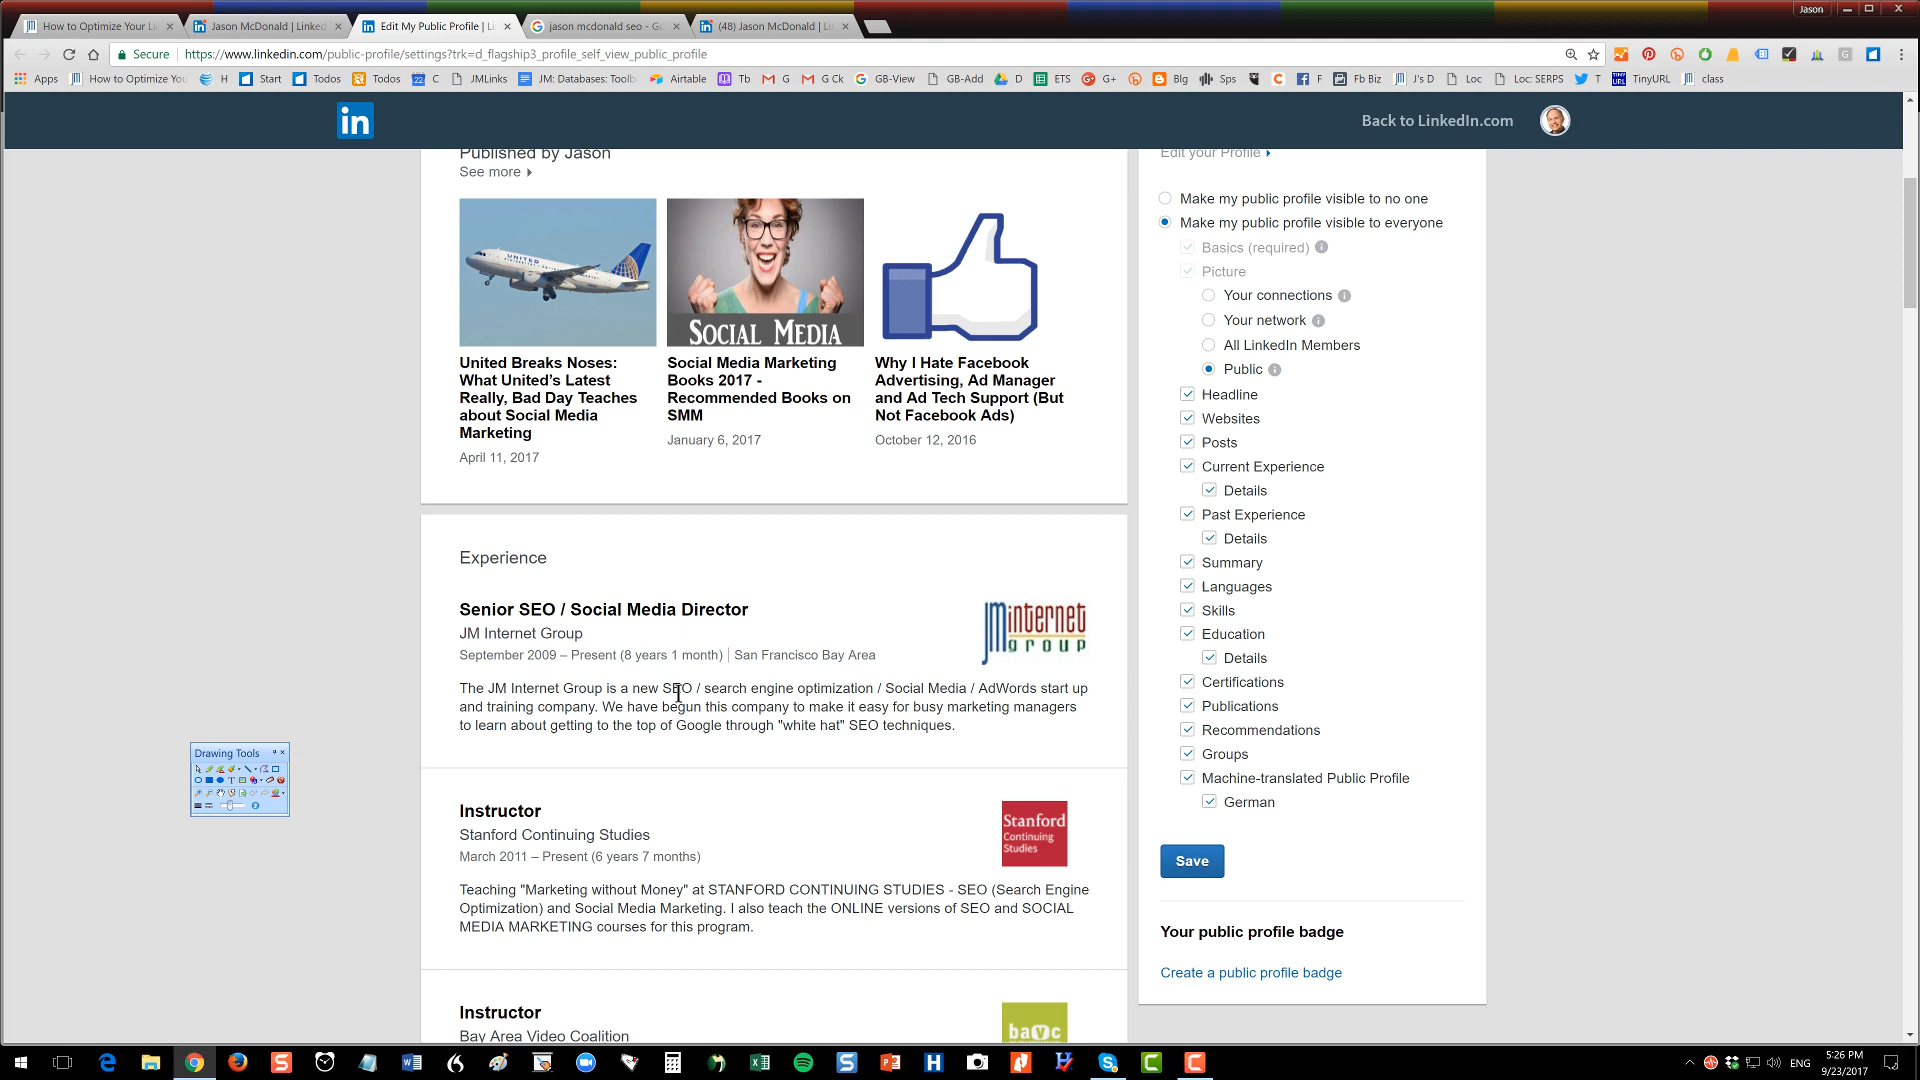 Jason
How to Optimize Your Li
Jason McDonald | Linked
Edit My Public Profile | Li
jason mcdonald seo - Go
(48) Jason McDonald | Lin
Secure
https://www.linkedin.com/public-profile/settings?trk=d_flagship3_profile_self_view_public_profile
Apps How to Optimize You H Start Todos Todos C JMLinks JM: Databases: Toolb Airtable Tb G G Ck GB-View GB-Add D ETS G+ Blg Sps F Fb Biz J's D Loc Loc: SERPS T TinyURL class
in
Back to LinkedIn.com
Published by Jason
See more
UNITED
SOCIAL MEDIA
United Breaks Noses:
What United's Latest
Really, Bad Day Teaches
about Social Media
Marketing
April 11, 2017
Social Media Marketing
Books 2017 -
Recommended Books on
SMM
January 6, 2017
Why I Hate Facebook
Advertising, Ad Manager
and Ad Tech Support (But
Not Facebook Ads)
October 12, 2016
Experience
Senior SEO / Social Media Director
JM Internet Group
September 2009 – Present (8 years 1 month) | San Francisco Bay Area
The JM Internet Group is a new SEO / search engine optimization / Social Media / AdWords start up
and training company. We have begun this company to make it easy for busy marketing managers
to learn about getting to the top of Google through "white hat" SEO techniques.
JMinternet
group
Instructor
Stanford Continuing Studies
March 2011 – Present (6 years 7 months)
Teaching "Marketing without Money" at STANFORD CONTINUING STUDIES - SEO (Search Engine
Optimization) and Social Media Marketing. I also teach the ONLINE versions of SEO and SOCIAL
MEDIA MARKETING courses for this program.
Stanford
Continuing
Studies
Instructor
Bay Area Video Coalition
bavc
Edit your Profile
Make my public profile visible to no one
Make my public profile visible to everyone
Basics (required)
Picture
Your connections
Your network
All LinkedIn Members
Public
Headline
Websites
Posts
Current Experience
Details
Past Experience
Details
Summary
Languages
Skills
Education
Details
Certifications
Publications
Recommendations
Groups
Machine-translated Public Profile
German
Save
Your public profile badge
Create a public profile badge
Drawing Tools
ENG
5:26 PM
9/23/2017